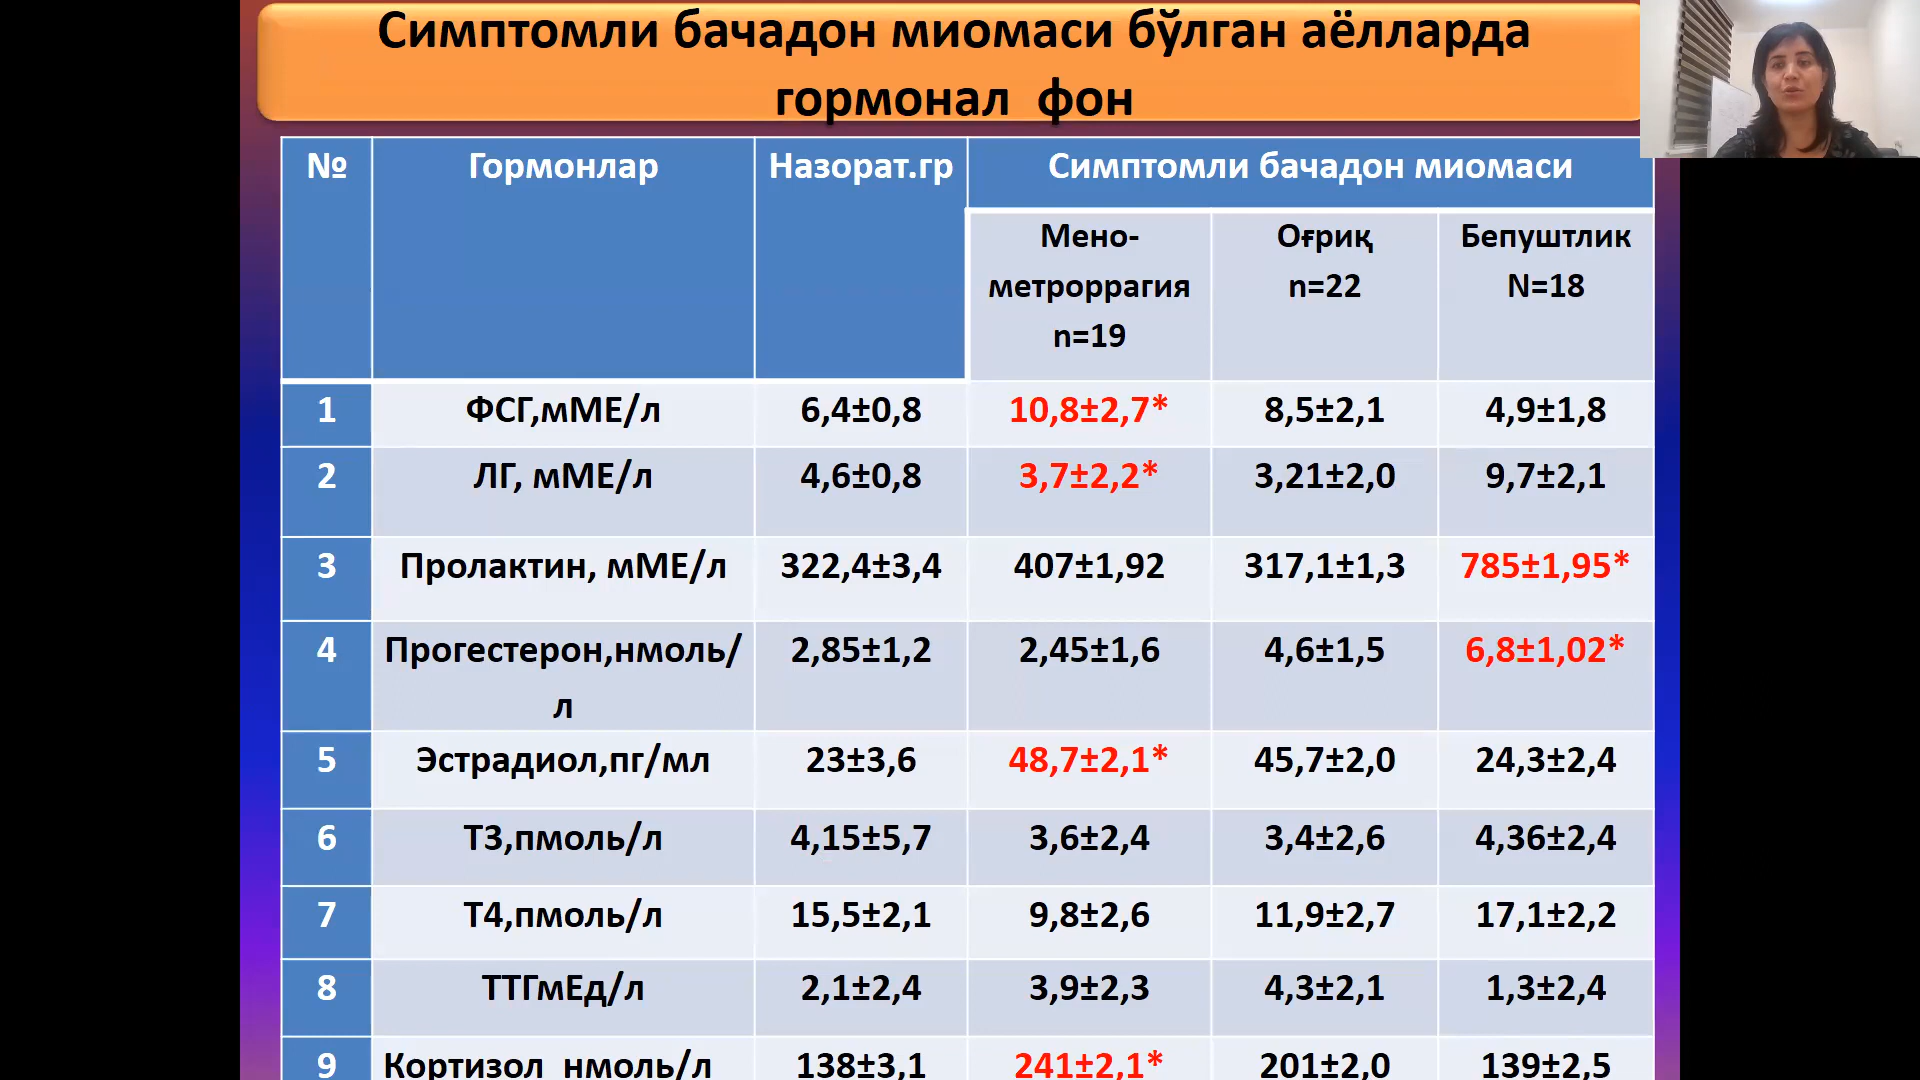 Симптомли бачадон миомаси бўлган аёлларда
гормонал фон
№ Гормонлар Назорат.гр Симптомли бачадон миомаси
Мено-
метроррагия
n=19
Оғриқ
n=22
Бепуштлик
N=18
1 ФСГ,мМЕ/л 6,4±0,8 10,8±2,7* 8,5±2,1 4,9±1,8
2 ЛГ, мМЕ/л 4,6±0,8 3,7±2,2* 3,21±2,0 9,7±2,1
3 Пролактин, мМЕ/л 322,4±3,4 407±1,92 317,1±1,3 785±1,95*
4 Прогестерон,нмоль/ 2,85±1,2 2,45±1,6 4,6±1,5 6,8±1,02*
л
5 Эстрадиол,пг/мл 23±3,6 48,7±2,1* 45,7±2,0 24,3±2,4
6 Т3,пмоль/л 4,15±5,7 3,6±2,4 3,4±2,6 4,36±2,4
7 Т4,пмоль/л 15,5±2,1 9,8±2,6 11,9±2,7 17,1±2,2
8 ТТГмЕд/л 2,1±2,4 3,9±2,3 4,3±2,1 1,3±2,4
9 Кортизол нмоль/л 138±3,1 241±2,1* 201±2,0 139±2,5